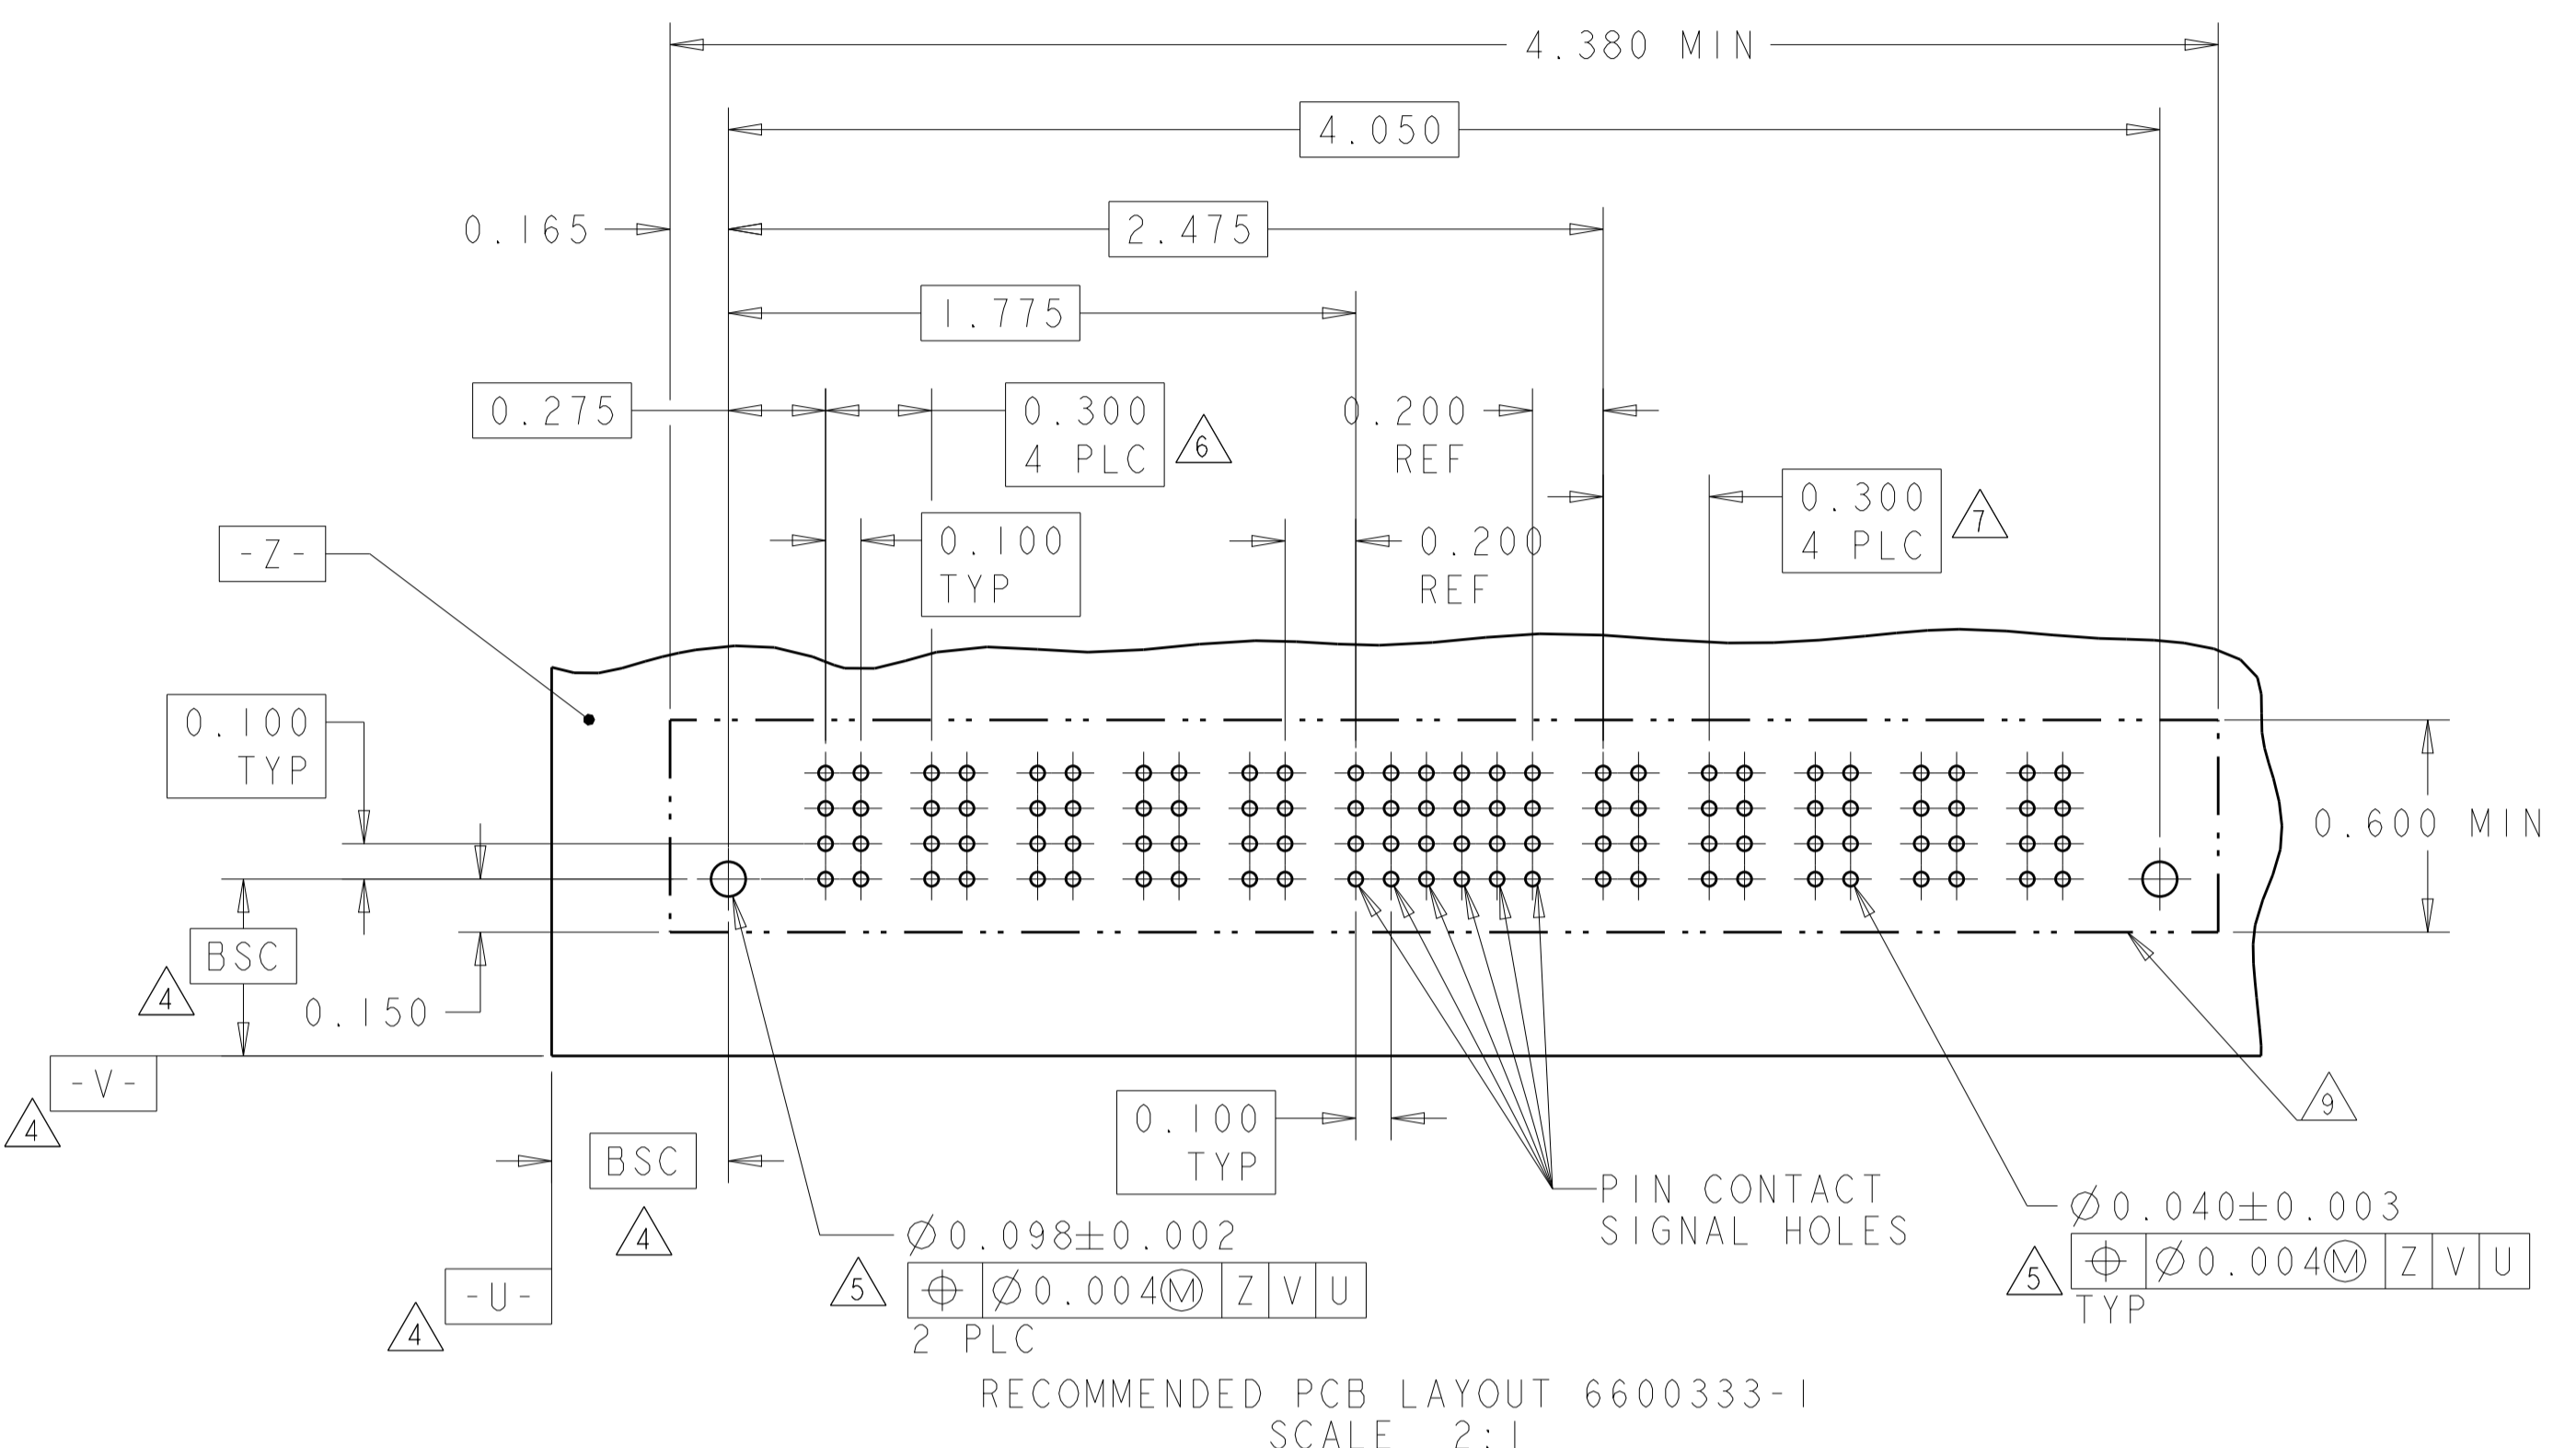 4.380 MIN
4.050
0.165
2.475
1.775
0.275
0.300
4 PLC
6
0.200
REF
0.300
4 PLC
7
0.100
TYP
0.200
REF
-Z-
0.100
TYP
0.600 MIN
BSC
4
0.150
-V-
4
0.100
TYP
9
BSC
4
PIN CONTACT
SIGNAL HOLES
-U-
4
Ø0.098±0.002
5
⌖ Ø0.004Ⓜ Z V U
2 PLC
Ø0.040±0.003
5
⌖ Ø0.004Ⓜ Z V U
TYP
RECOMMENDED PCB LAYOUT 6600333-1
SCALE 2:1